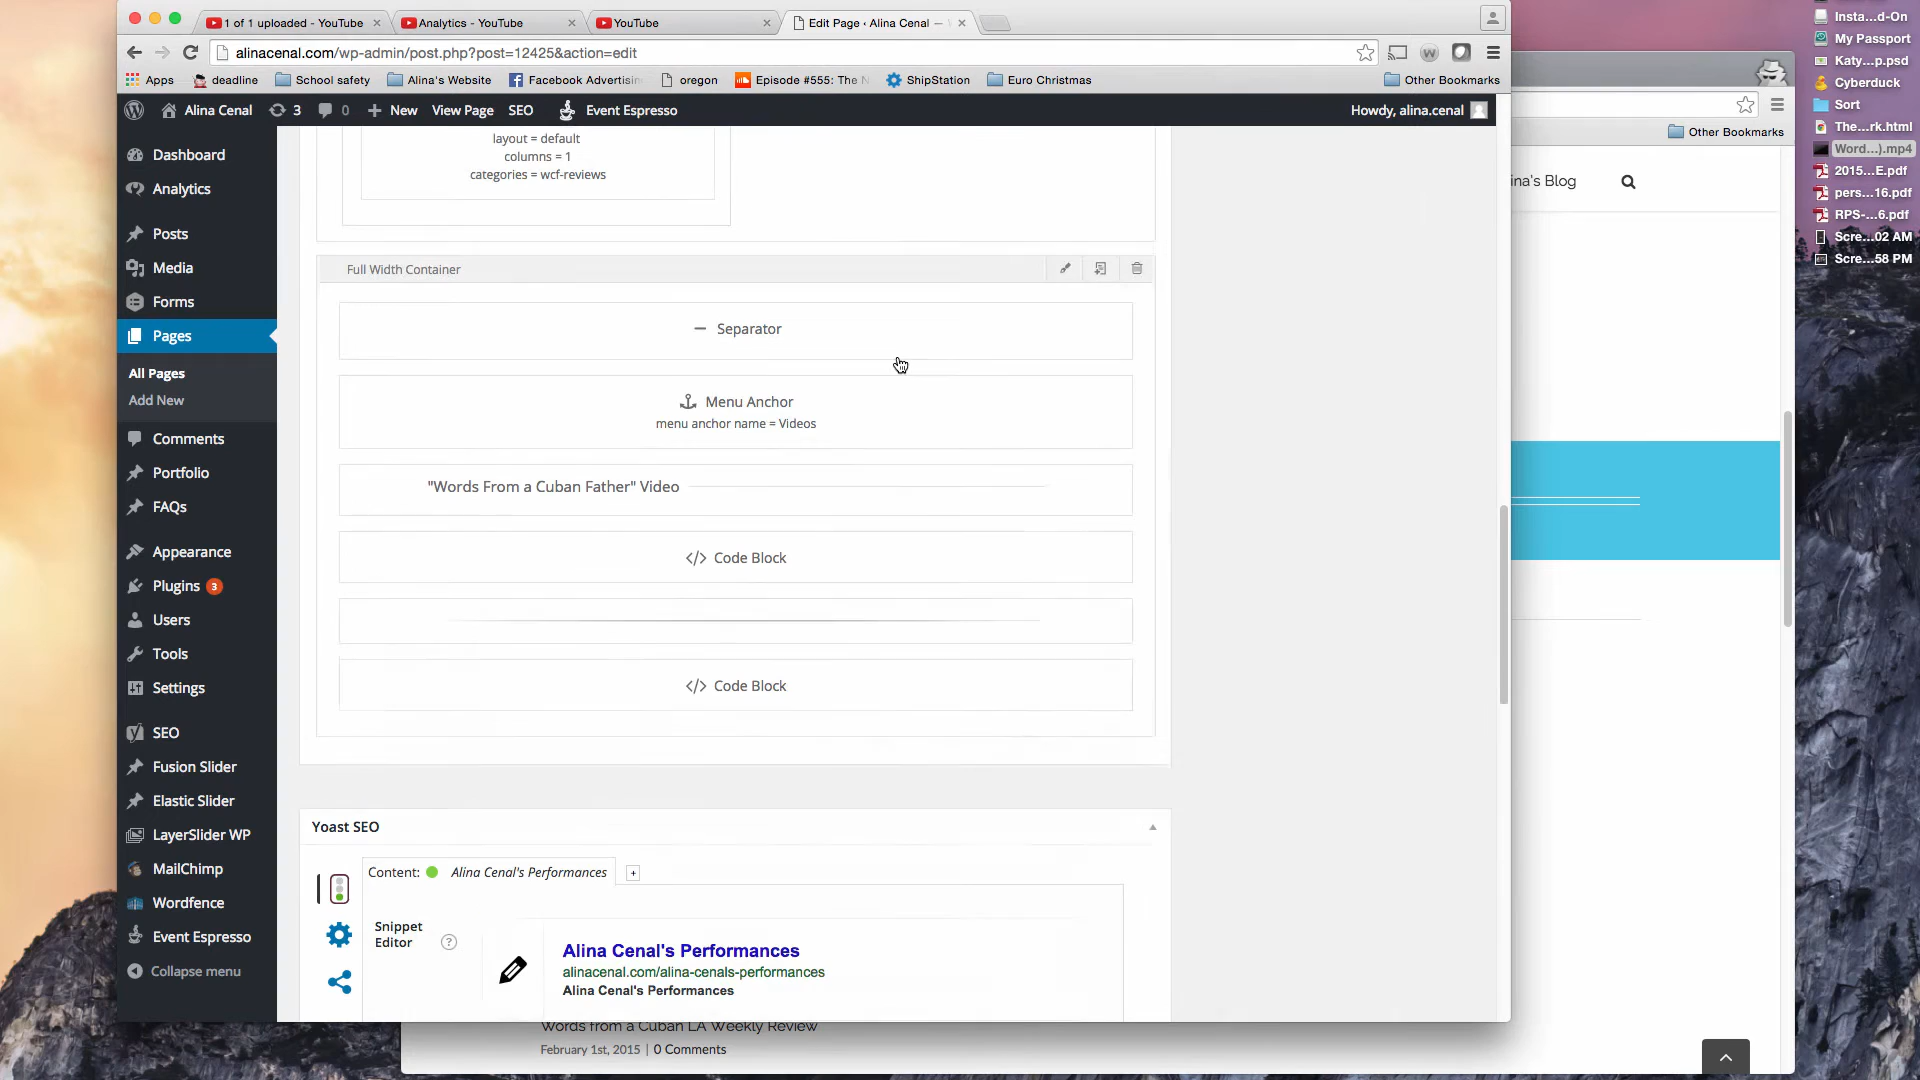 1 of 1 uploaded - YouTube
Analytics - YouTube
YouTube
Edit Page ‹ Alina Cenal —
alinacenal.com/wp-admin/post.php?post=12425&action=edit
Apps
deadline
School safety
Alina's Website
Facebook Advertisin
oregon
Episode #555: The N
ShipStation
Euro Christmas
Other Bookmarks
Alina Cenal
3
0
New
View Page
SEO
Event Espresso
Howdy, alina.cenal
Dashboard
Analytics
Posts
Media
Forms
Pages
All Pages
Add New
Comments
Portfolio
FAQs
Appearance
Plugins 3
Users
Tools
Settings
SEO
Fusion Slider
Elastic Slider
LayerSlider WP
MailChimp
Wordfence
Event Espresso
Collapse menu
layout = default
columns = 1
categories = wcf-reviews
Full Width Container
Separator
Menu Anchor
menu anchor name = Videos
"Words From a Cuban Father" Video
</> Code Block
</> Code Block
Yoast SEO
Content:
Alina Cenal's Performances
+
Snippet
Editor
?
Alina Cenal's Performances
alinacenal.com/alina-cenals-performances
Alina Cenal's Performances
Words from a Cuban LA Weekly Review
February 1st, 2015 | 0 Comments
Other Bookmarks
ina's Blog
Insta...d-On
My Passport
Katy...p.psd
Cyberduck
Sort
The...rk.html
Word...).mp4
2015...E.pdf
pers...16.pdf
RPS-...6.pdf
Scre...02 AM
Scre...58 PM